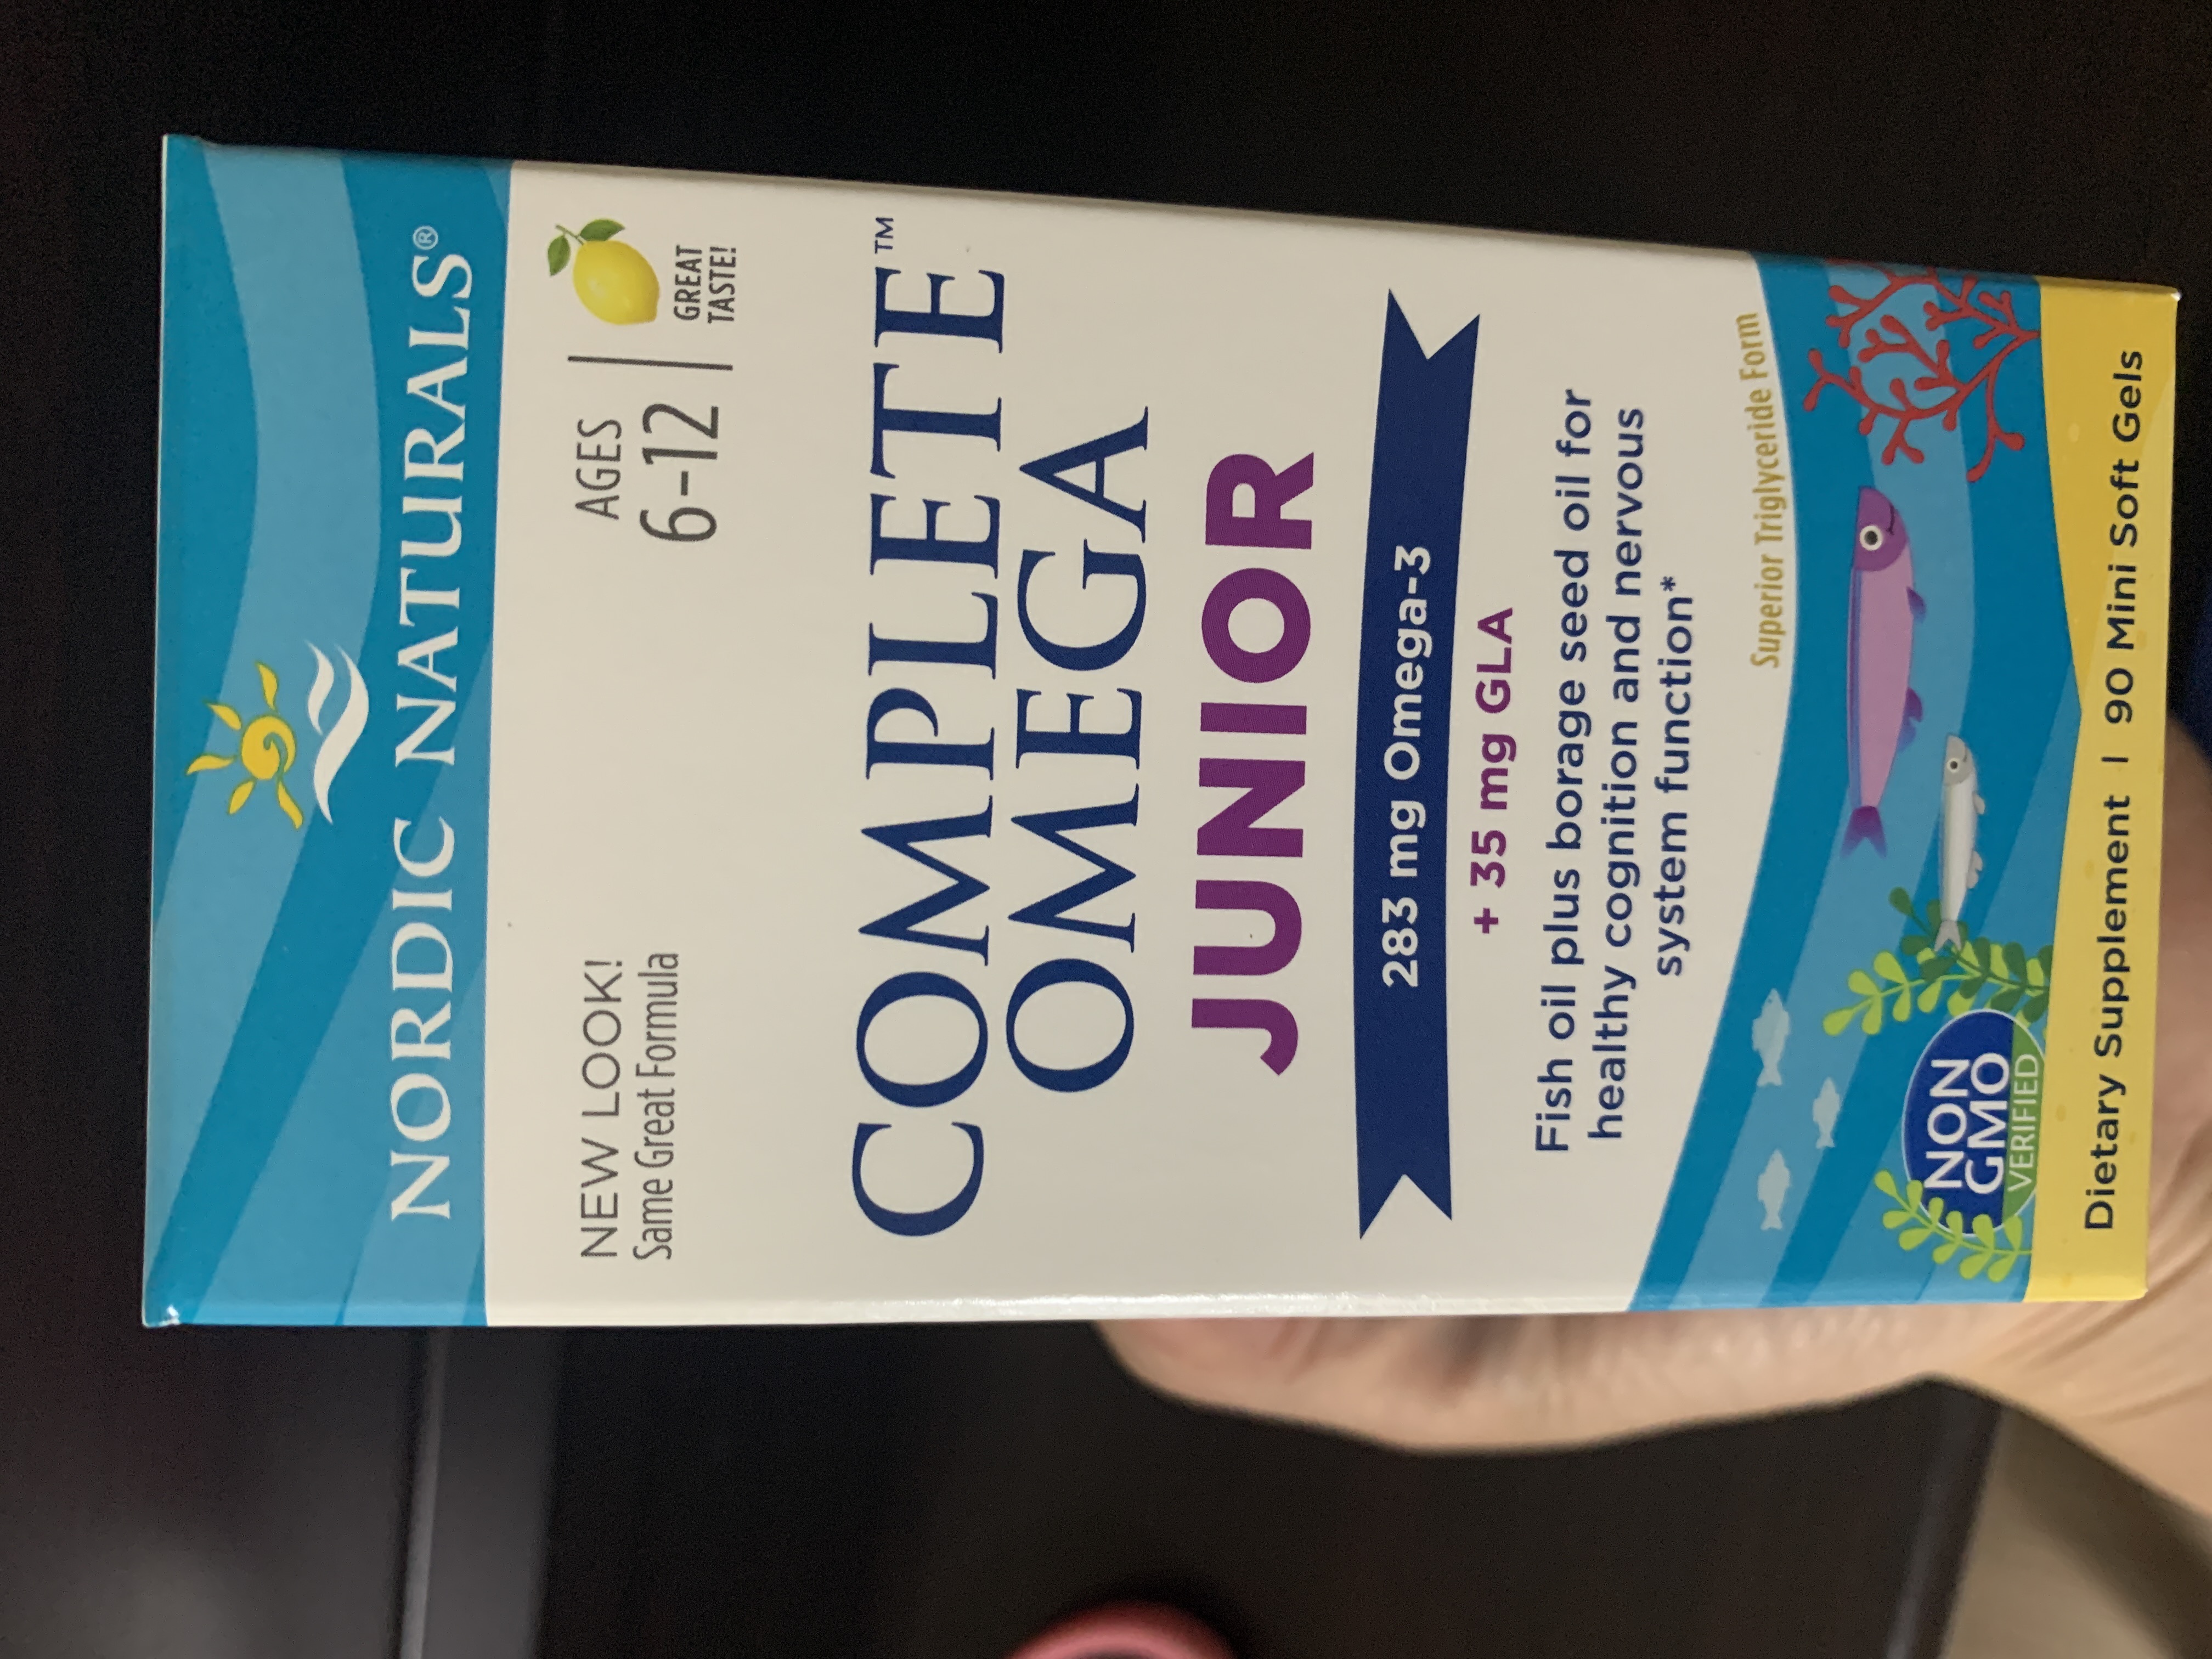 NORDIC NATURALS®
NEW LOOK!
Same Great Formula
AGES
6-12
GREAT
TASTE!
COMPLETE™
OMEGA
JUNIOR
283 mg Omega-3
+ 35 mg GLA
Fish oil plus borage seed oil for
healthy cognition and nervous
system function*
Superior Triglyceride Form
NON
GMO
VERIFIED
Dietary Supplement | 90 Mini Soft Gels